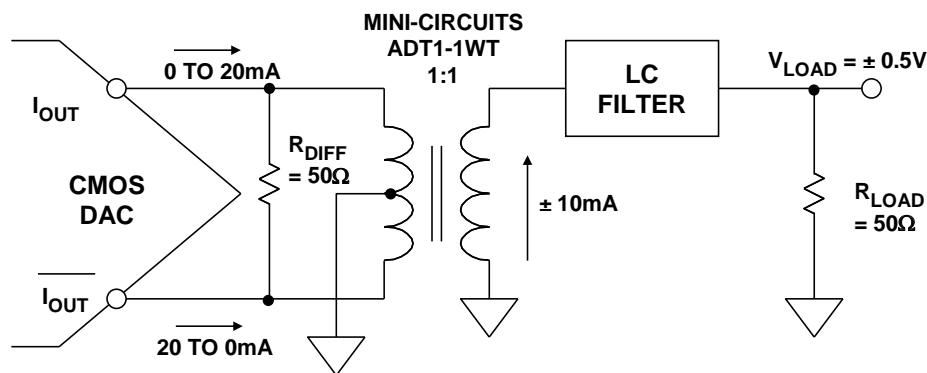 MINI-CIRCUITS
ADT1-1WT
1:1
0 TO 20mA
V_LOAD = ± 0.5V
LC
FILTER
I_OUT
R_DIFF
= 50Ω
CMOS
DAC
± 10mA
R_LOAD
= 50Ω
I̅_O̅U̅T̅
20 TO 0mA